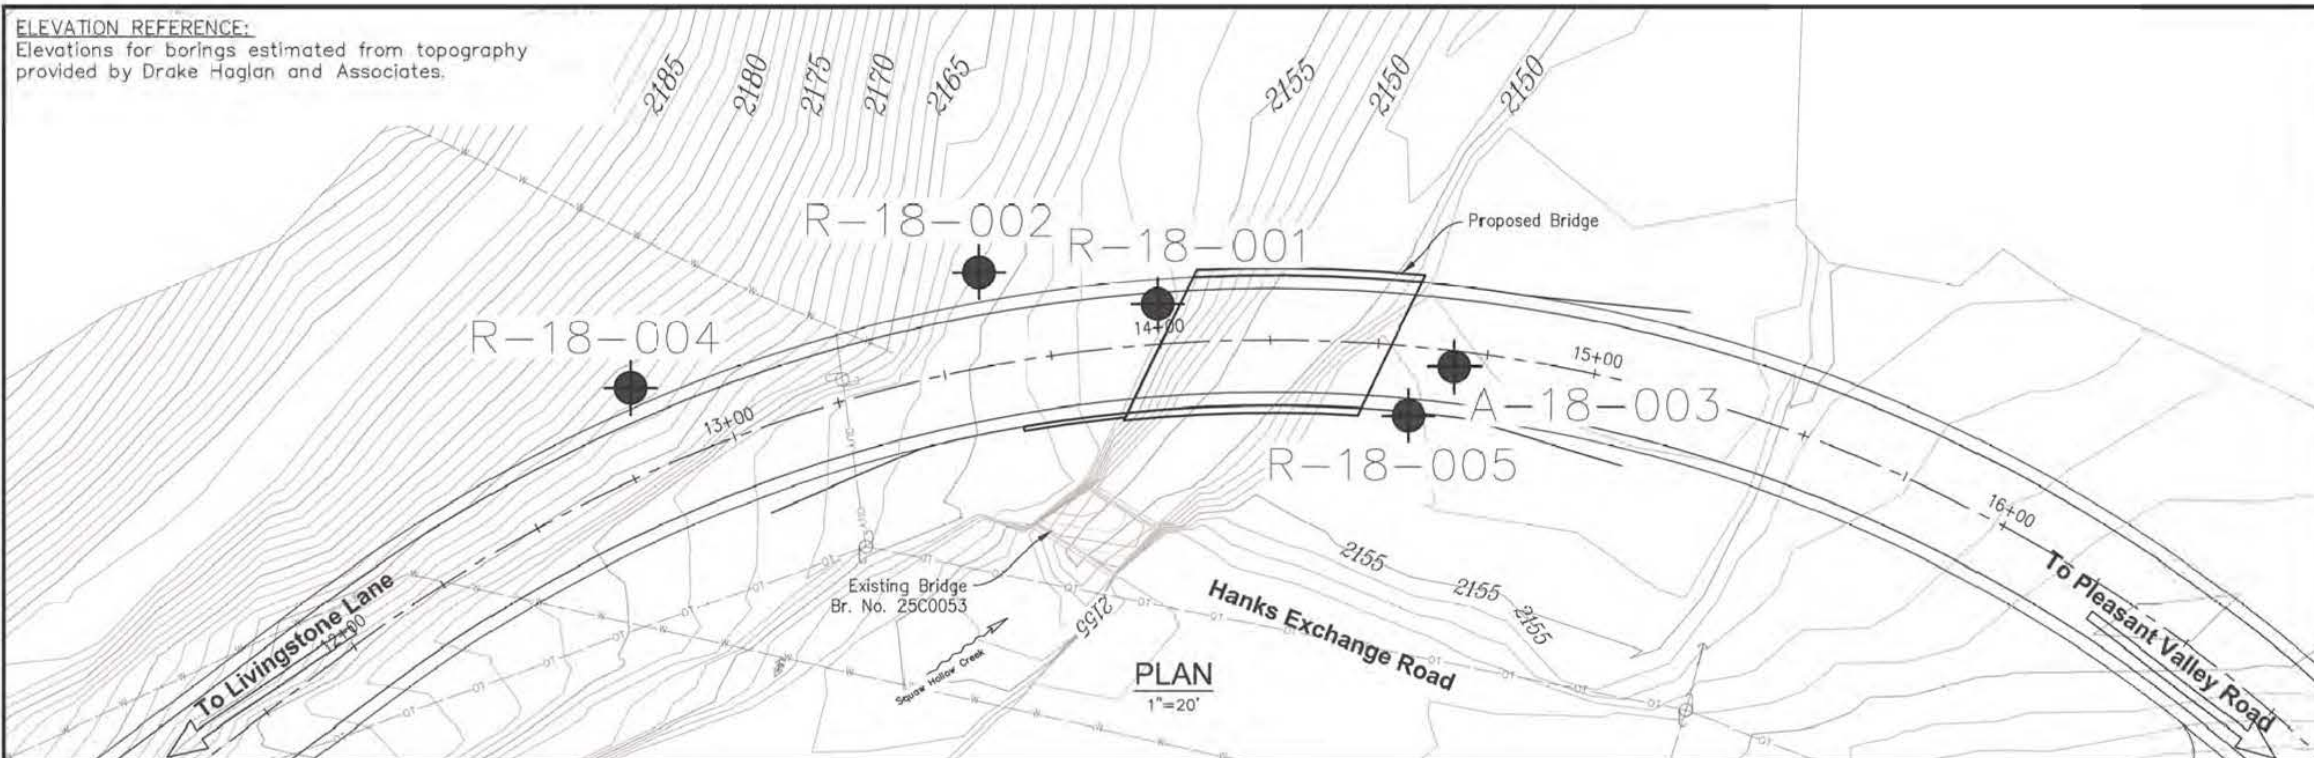 ELEVATION REFERENCE:
Elevations for borings estimated from topography
provided by Drake Haglan and Associates.
2185
2180
2175
2170
2165
2155
2150
2150
R-18-002
R-18-001
Proposed Bridge
R-18-004
14+00
15+00
13+00
A-18-003
R-18-005
16+00
2155
2155
2155
2155
Existing Bridge
Br. No. 25C0053
Squaw Hollow Creek
Hanks Exchange Road
To Livingstone Lane
12+00
To Pleasant Valley Road
PLAN
1"=20'